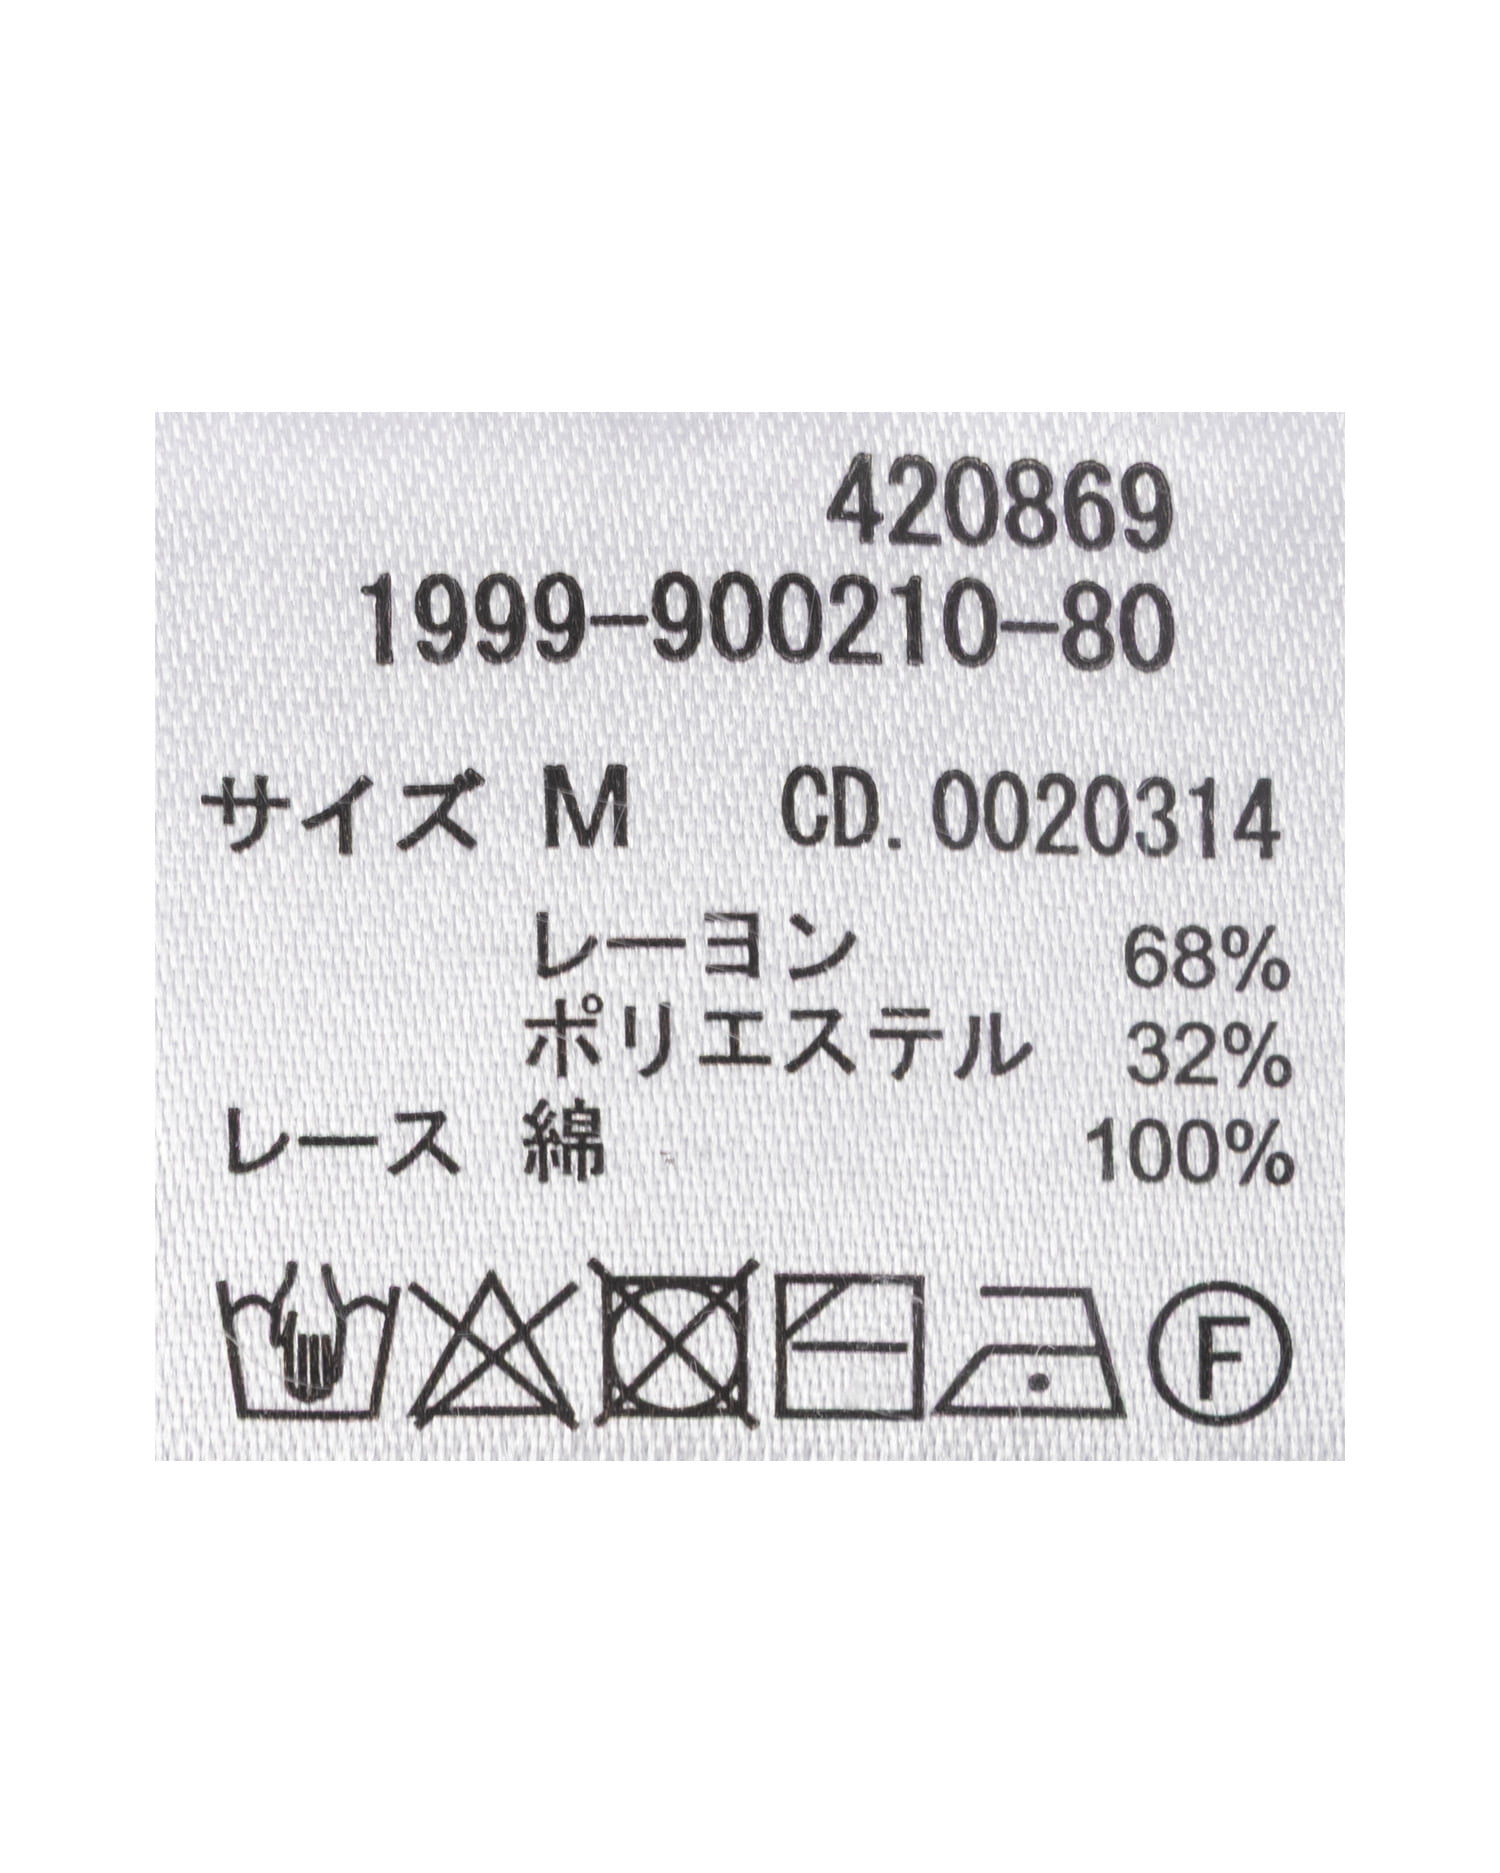 420869
1999-900210-80
サイズ M CD. 0020314
レーヨン 68%
ポリエステル 32%
レース 綿 100%
F